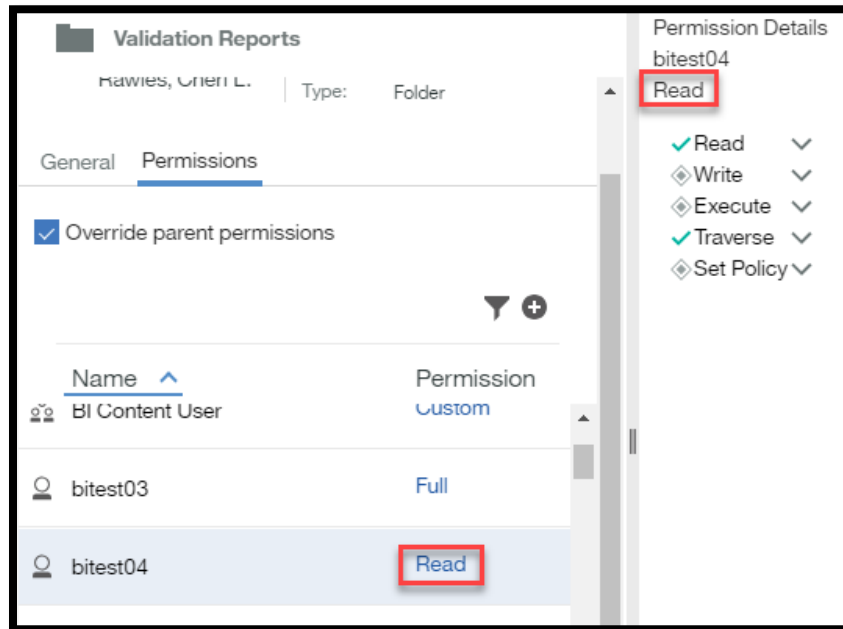 Validation Reports
Rawles, Cheri E.
Type:
Folder
General
Permissions
Override parent permissions
Name
Permission
BI Content User
Custom
bitest03
Full
bitest04
Read
Permission Details
bitest04
Read
Read
Write
Execute
Traverse
Set Policy